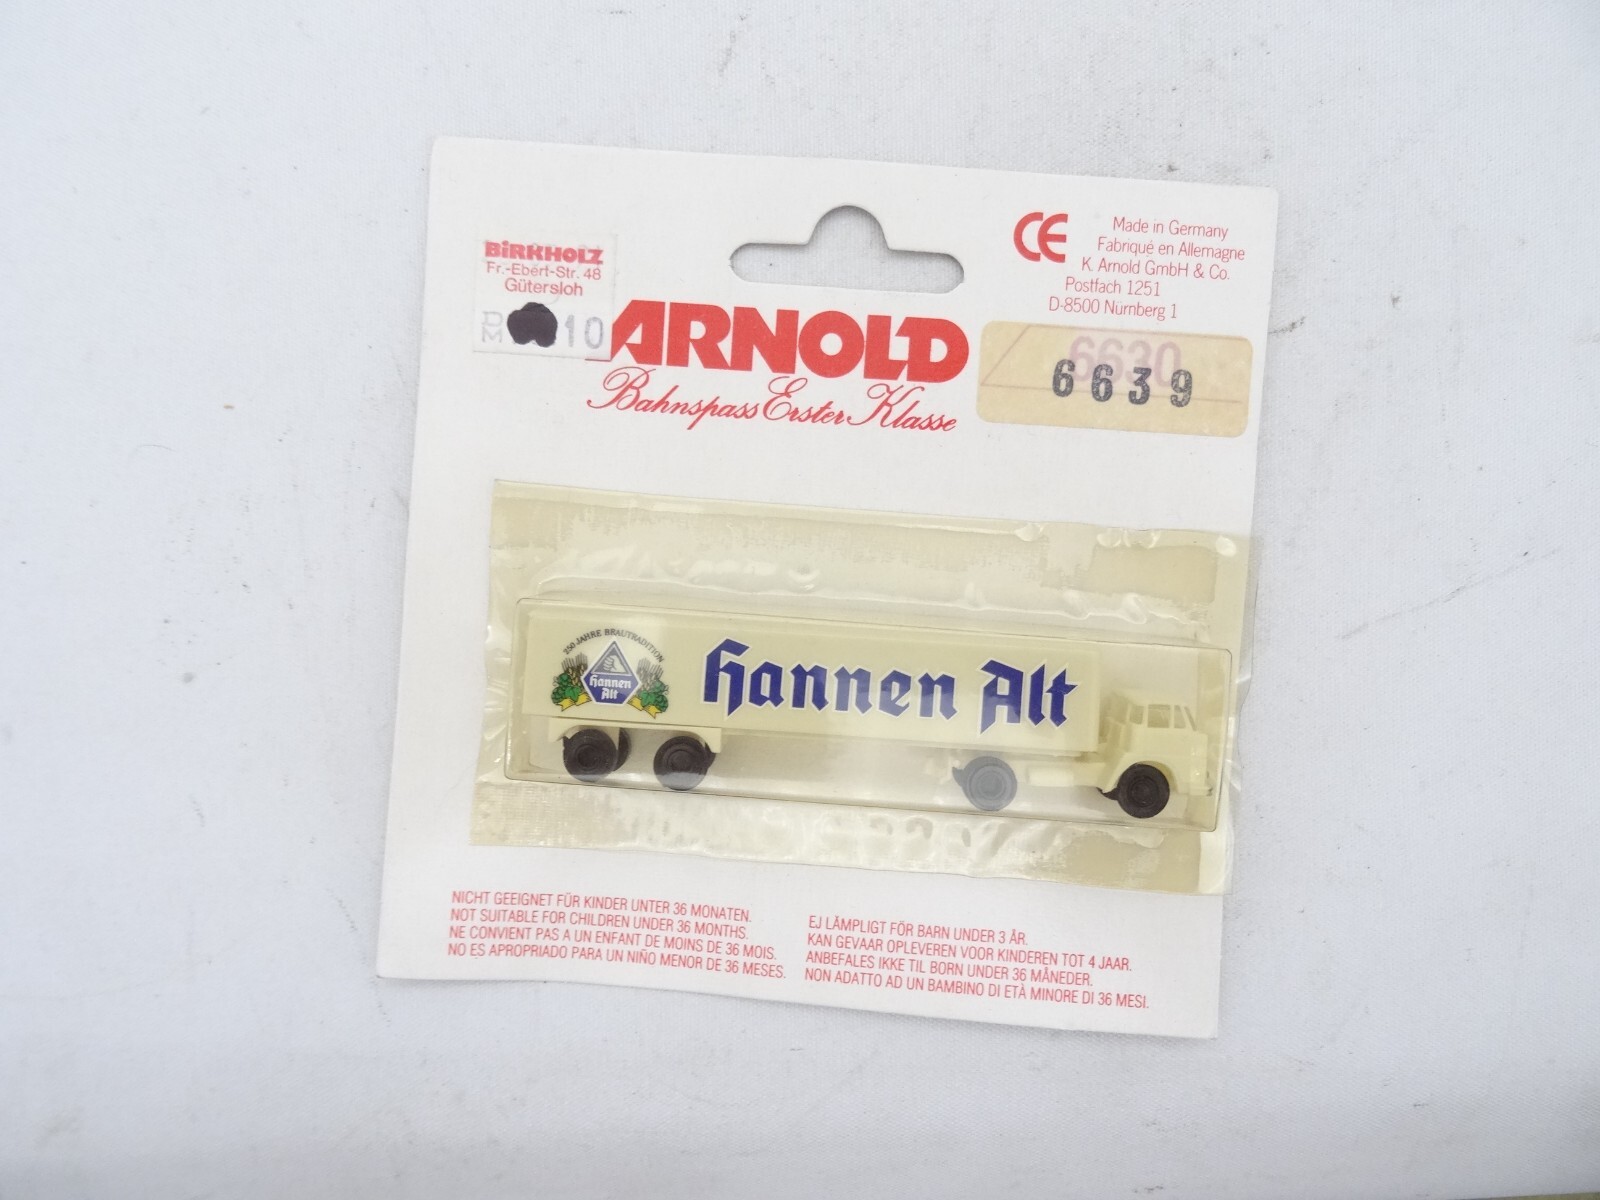 BiRKHOLZ
Fr.-Ebert-Str. 48
Gütersloh
DM 10
ARNOLD
Bahnspass Erster Klasse
CE
Made in Germany
Fabriqué en Allemagne
K. Arnold GmbH & Co.
Postfach 1251
D-8500 Nürnberg 1
6630
6639
250 JAHRE BRAUTRADITION
Hannen
Alt
Hannen Alt
NICHT GEEIGNET FÜR KINDER UNTER 36 MONATEN.
NOT SUITABLE FOR CHILDREN UNDER 36 MONTHS.
NE CONVIENT PAS A UN ENFANT DE MOINS DE 36 MOIS.
NO ES APROPRIADO PARA UN NIÑO MENOR DE 36 MESES.
EJ LÄMPLIGT FÖR BARN UNDER 3 ÅR.
KAN GEVAAR OPLEVEREN VOOR KINDEREN TOT 4 JAAR.
ANBEFALES IKKE TIL BORN UNDER 36 MÅNEDER.
NON ADATTO AD UN BAMBINO DI ETÀ MINORE DI 36 MESI.